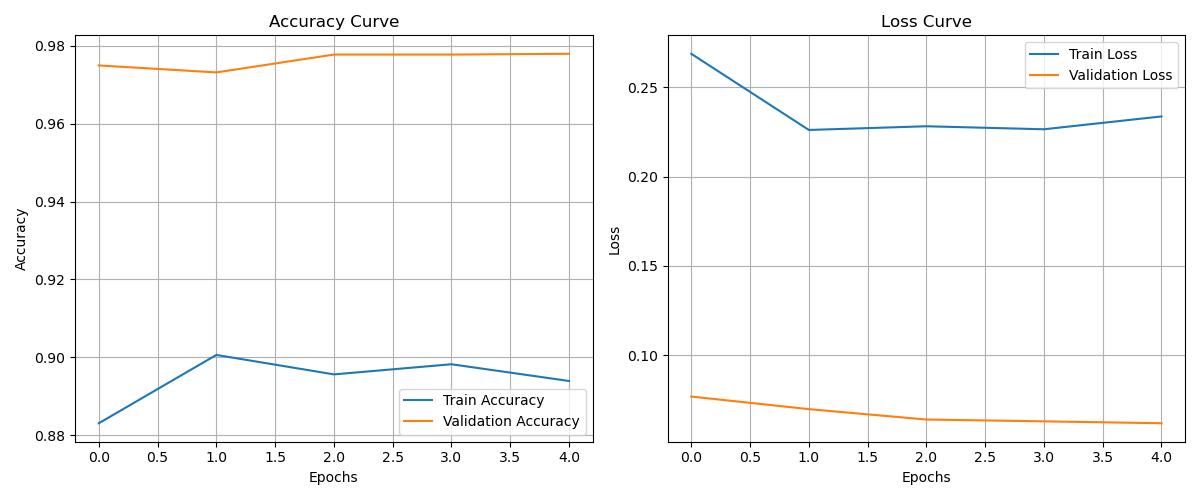 Accuracy Curve
0.98
0.96
0.94
0.92
0.90
0.88
Accuracy
Train Accuracy
Validation Accuracy
0.0 0.5 1.0 1.5 2.0 2.5 3.0 3.5 4.0
Epochs
Loss Curve
0.25
0.20
0.15
0.10
Loss
Train Loss
Validation Loss
0.0 0.5 1.0 1.5 2.0 2.5 3.0 3.5 4.0
Epochs